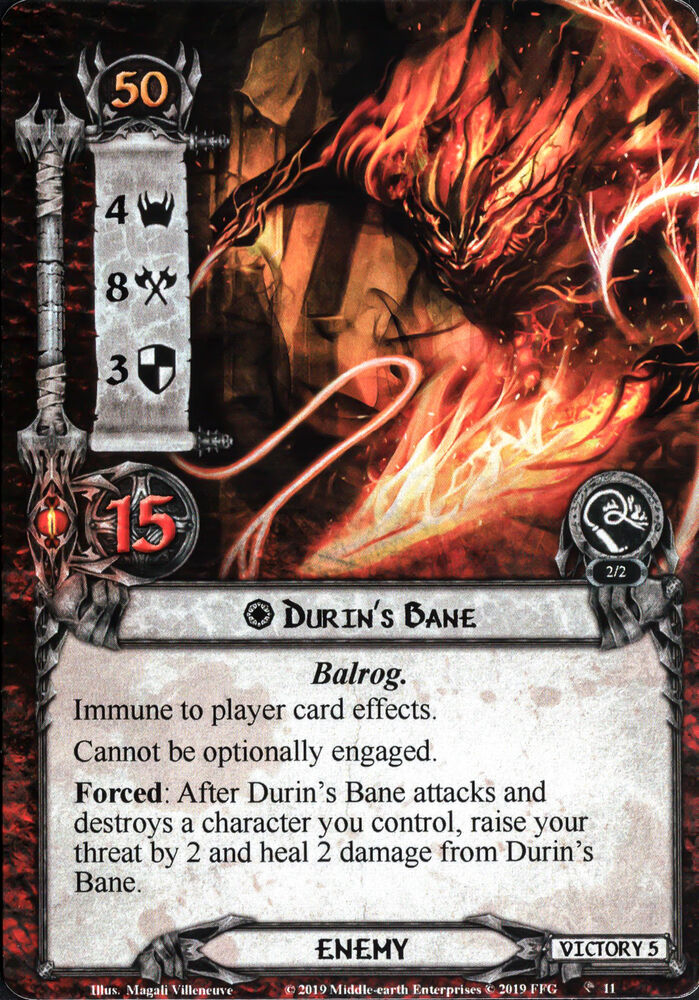 50
4
8
3
15
2/2
DURIN'S BANE
Balrog.
Immune to player card effects.
Cannot be optionally engaged.
Forced: After Durin's Bane attacks and
destroys a character you control, raise your
threat by 2 and heal 2 damage from Durin's
Bane.
ENEMY
VICTORY 5
Illus. Magali Villeneuve
© 2019 Middle-earth Enterprises © 2019 FFG
11